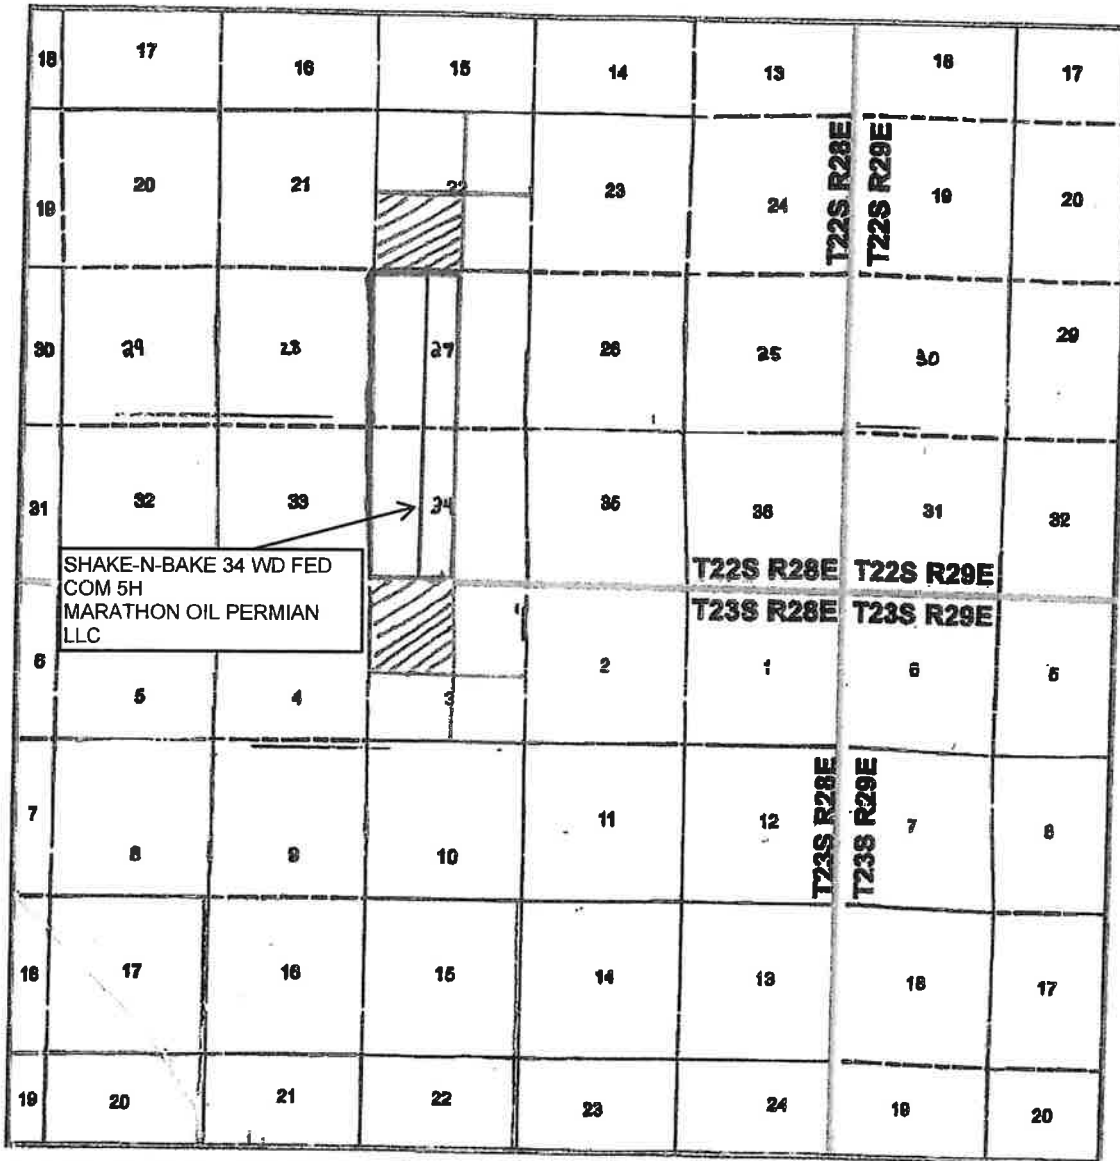 18 17 16 15 14 13 18 17
19 20 21 22 23 24 19 20
T22S R28E
T22S R29E
30 29 28 27 26 25 30 29
31 32 33 34 35 36 31 32
SHAKE-N-BAKE 34 WD FED
COM 5H
MARATHON OIL PERMIAN
LLC
T22S R28E T22S R29E
T23S R28E T23S R29E
6 5 4 3 2 1 6 5
T23S R28E
T23S R29E
7 8 9 10 11 12 7 8
18 17 16 15 14 13 18 17
19 20 21 22 23 24 19 20